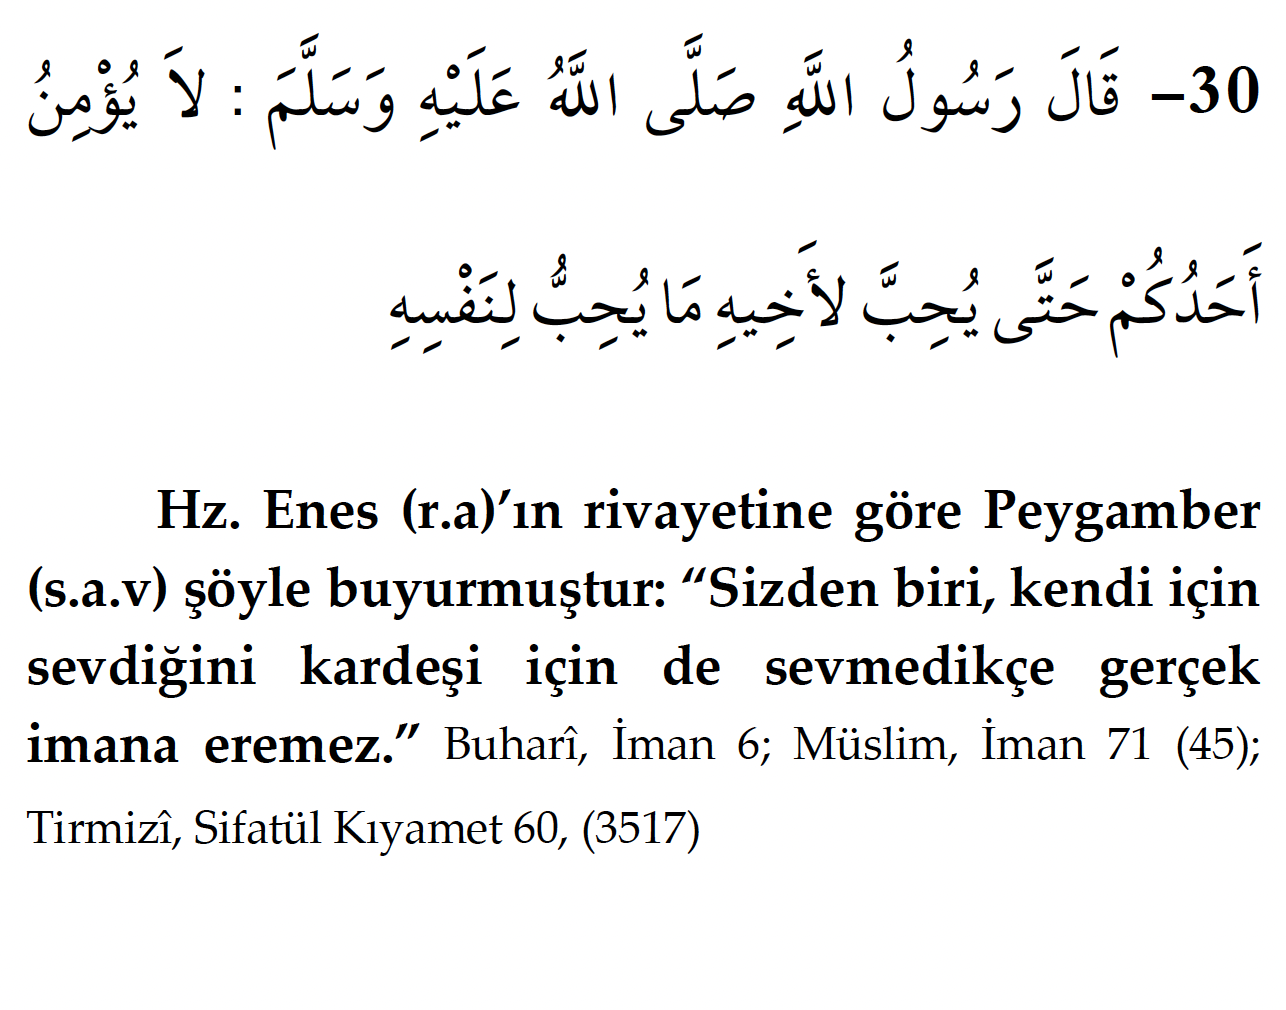 30– قَالَ رَسُولُ اللَّهِ صَلَّى اللَّهُ عَلَيْهِ وَسَلَّمَ : لاَ يُؤْمِنُ
أَحَدُكُمْ حَتَّى يُحِبَّ لأَخِيهِ مَا يُحِبُّ لِنَفْسِهِ
Hz. Enes (r.a)’ın rivayetine göre Peygamber
(s.a.v) şöyle buyurmuştur: “Sizden biri, kendi için
sevdiğini kardeşi için de sevmedikçe gerçek
imana eremez.” Buharî, İman 6; Müslim, İman 71 (45);
Tirmizî, Sifatül Kıyamet 60, (3517)